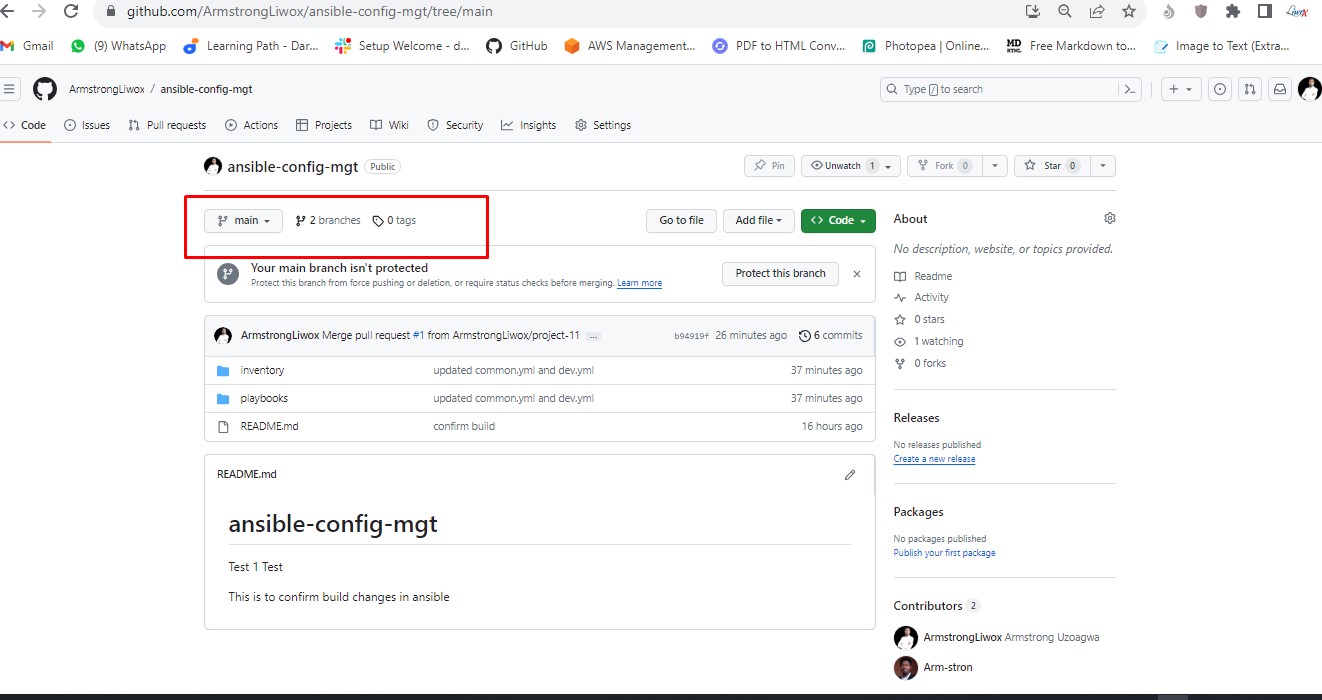 github.com/ArmstrongLiwox/ansible-config-mgt/tree/main
Gmail (9) WhatsApp Learning Path - Dar... Setup Welcome - d... GitHub AWS Management... PDF to HTML Conv... Photopea | Online... MD HTML Free Markdown to... Image to Text (Extra...
ArmstrongLiwox / ansible-config-mgt Type / to search
Code Issues Pull requests Actions Projects Wiki Security Insights Settings
ansible-config-mgt Public Pin Unwatch 1 Fork 0 Star 0
main 2 branches 0 tags Go to file Add file Code
Your main branch isn't protected
Protect this branch from force pushing or deletion, or require status checks before merging. Learn more
Protect this branch
ArmstrongLiwox Merge pull request #1 from ArmstrongLiwox/project-11 ... b94919f 26 minutes ago 6 commits
inventory updated common.yml and dev.yml 37 minutes ago
playbooks updated common.yml and dev.yml 37 minutes ago
README.md confirm build 16 hours ago
README.md
ansible-config-mgt
Test 1 Test
This is to confirm build changes in ansible
About
No description, website, or topics provided.
Readme
Activity
0 stars
1 watching
0 forks
Releases
No releases published
Create a new release
Packages
No packages published
Publish your first package
Contributors 2
ArmstrongLiwox Armstrong Uzoagwa
Arm-stron